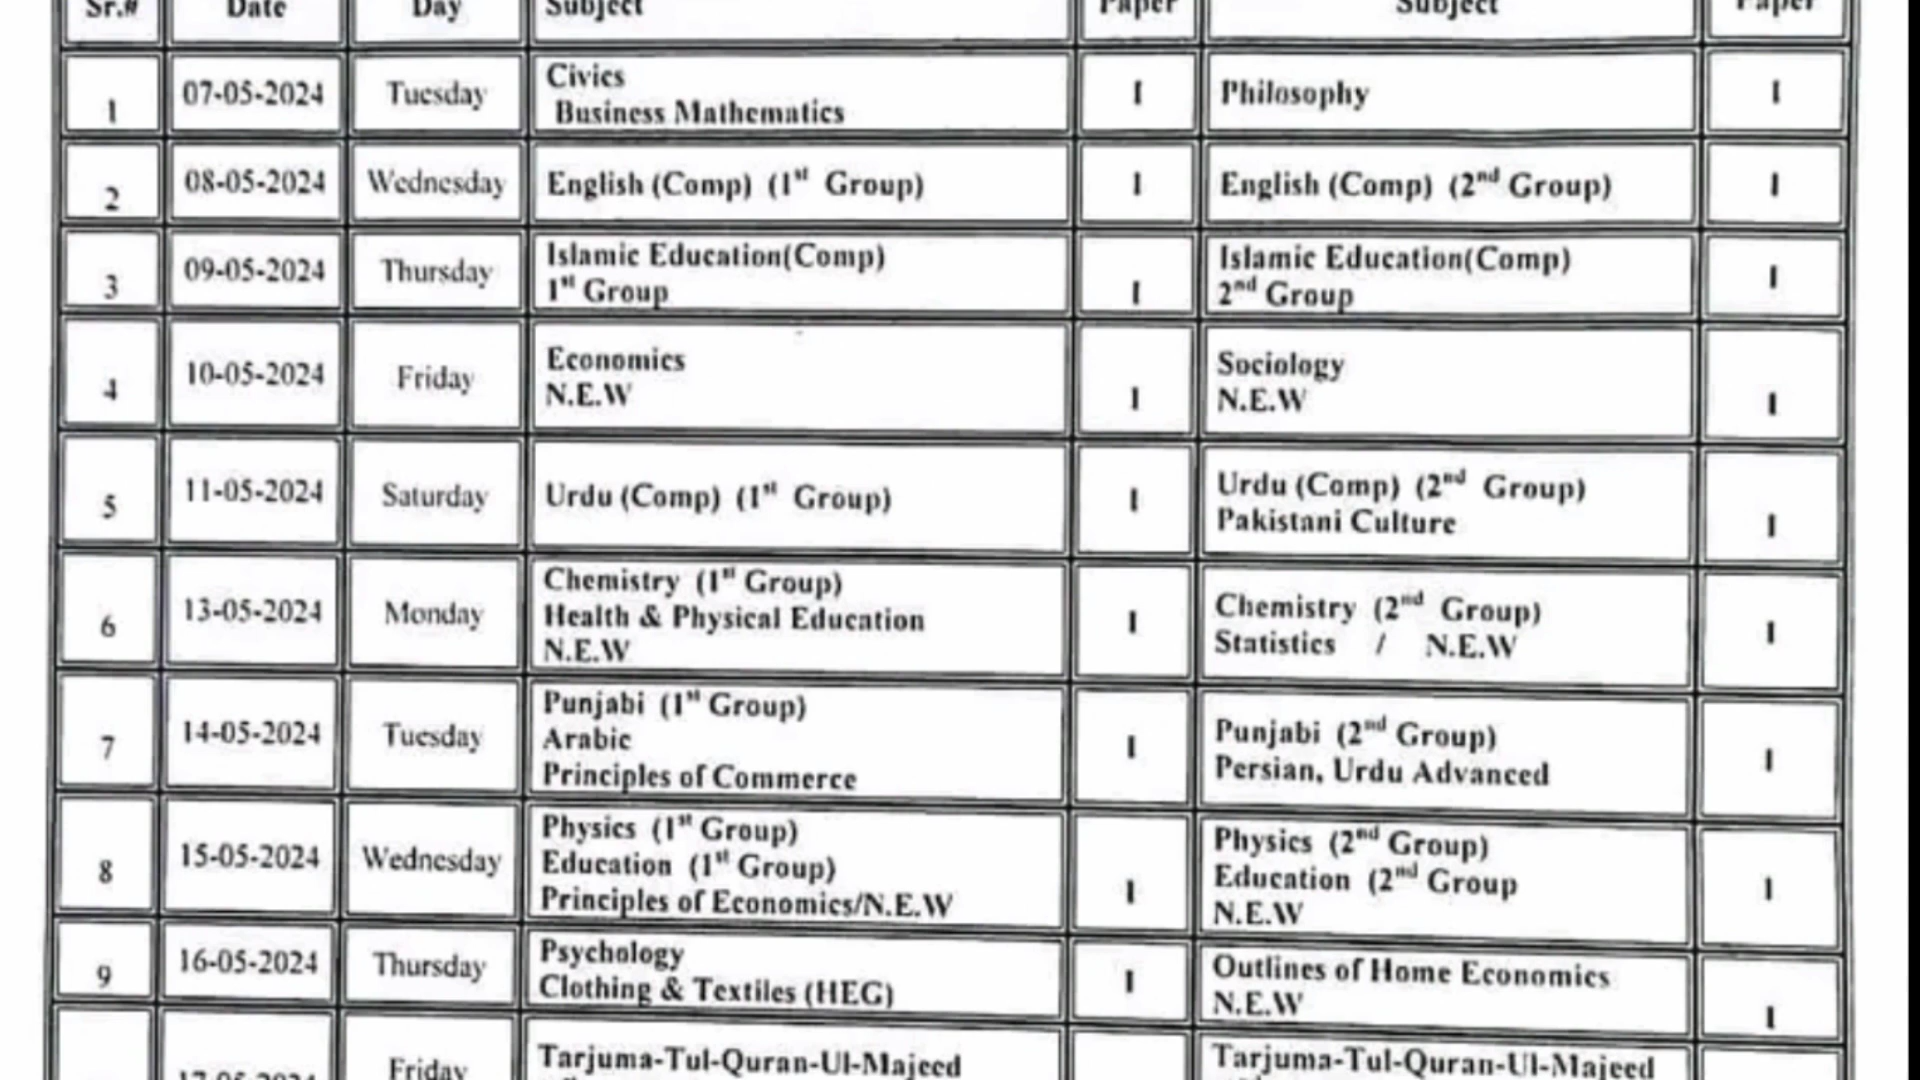 Sr.# Date Day Subject Paper Subject Paper
1 07-05-2024 Tuesday Civics I Philosophy I
Business Mathematics
2 08-05-2024 Wednesday English (Comp) (1st Group) I English (Comp) (2nd Group) I
3 09-05-2024 Thursday Islamic Education(Comp) I Islamic Education(Comp) I
1st Group 2nd Group
4 10-05-2024 Friday Economics I Sociology I
N.E.W N.E.W
5 11-05-2024 Saturday Urdu (Comp) (1st Group) I Urdu (Comp) (2nd Group) I
Pakistani Culture
6 13-05-2024 Monday Chemistry (1st Group) I Chemistry (2nd Group) I
Health & Physical Education Statistics / N.E.W
N.E.W
7 14-05-2024 Tuesday Punjabi (1st Group) I Punjabi (2nd Group) I
Arabic Persian, Urdu Advanced
Principles of Commerce
8 15-05-2024 Wednesday Physics (1st Group) I Physics (2nd Group) I
Education (1st Group) Education (2nd Group
Principles of Economics/N.E.W N.E.W
9 16-05-2024 Thursday Psychology I Outlines of Home Economics I
Clothing & Textiles (HEG) N.E.W
17-05-2024 Friday Tarjuma-Tul-Quran-Ul-Majeed Tarjuma-Tul-Quran-Ul-Majeed